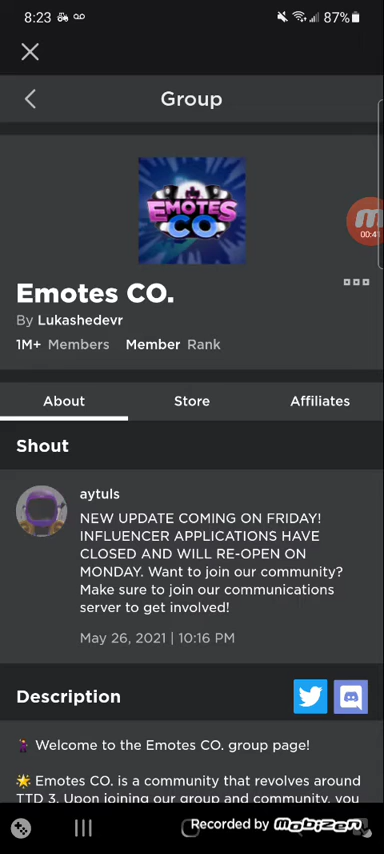 8:23
87%
Group
EMOTES
CO.
00:41
Emotes CO.
By Lukashedevr
1M+ Members Member Rank
About Store Affiliates
Shout
aytuls
NEW UPDATE COMING ON FRIDAY!
INFLUENCER APPLICATIONS HAVE
CLOSED AND WILL RE-OPEN ON
MONDAY. Want to join our community?
Make sure to join our communications
server to get involved!
May 26, 2021 | 10:16 PM
Description
Welcome to the Emotes CO. group page!
🌟 Emotes CO. is a community that revolves around
TTD 3. Upon joining our group and community, you
Recorded by mobizen